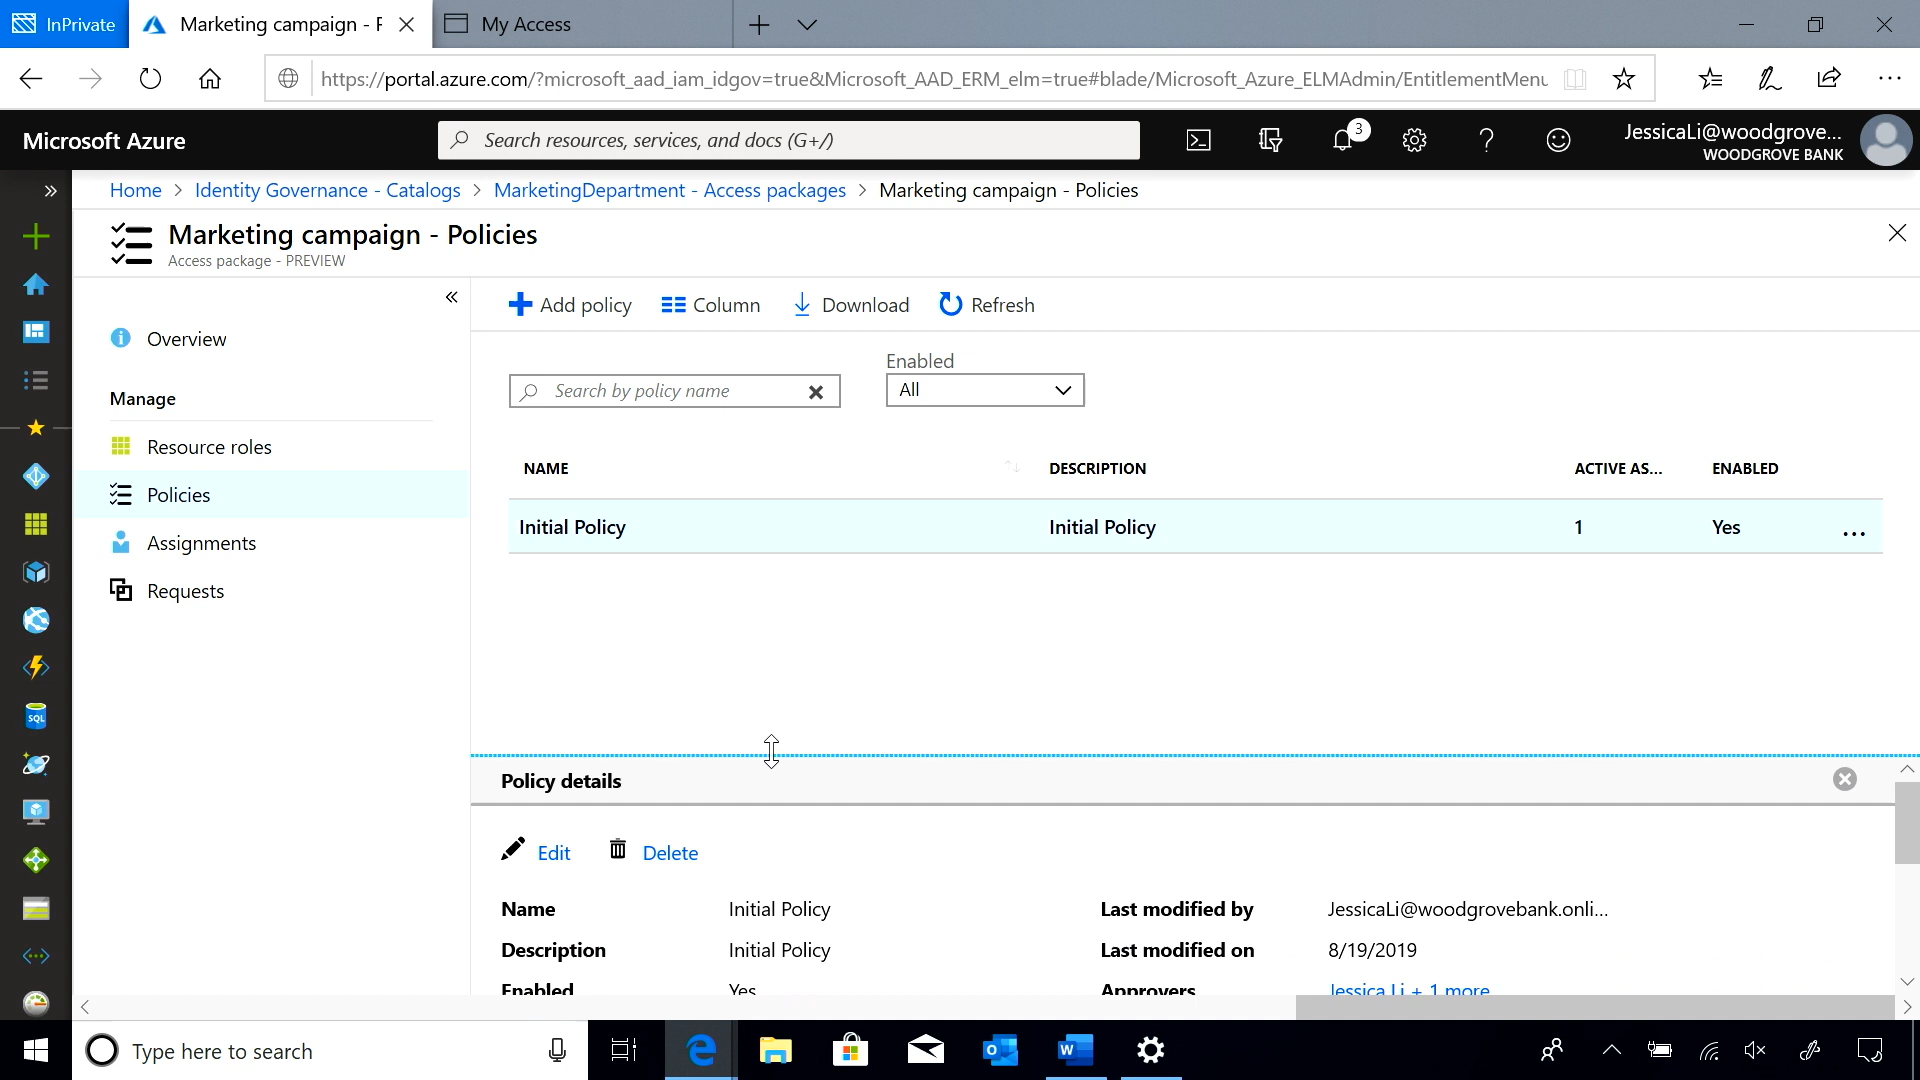 InPrivate
Marketing campaign - F
My Access
https://portal.azure.com/?microsoft_aad_iam_idgov=true&Microsoft_AAD_ERM_elm=true#blade/Microsoft_Azure_ELMAdmin/EntitlementMenu
Microsoft Azure
Search resources, services, and docs (G+/)
3
JessicaLi@woodgrove...
WOODGROVE BANK
Home > Identity Governance - Catalogs > MarketingDepartment - Access packages > Marketing campaign - Policies
Marketing campaign - Policies
Access package - PREVIEW
Add policy
Column
Download
Refresh
Overview
Manage
Resource roles
Policies
Assignments
Requests
Enabled
Search by policy name
All
NAME DESCRIPTION ACTIVE AS... ENABLED
Initial Policy Initial Policy 1 Yes ...
Policy details
Edit
Delete
Name Initial Policy Last modified by JessicaLi@woodgrovebank.onli...
Description Initial Policy Last modified on 8/19/2019
Enabled Yes Approvers Jessica Li + 1 more
SQL
Type here to search